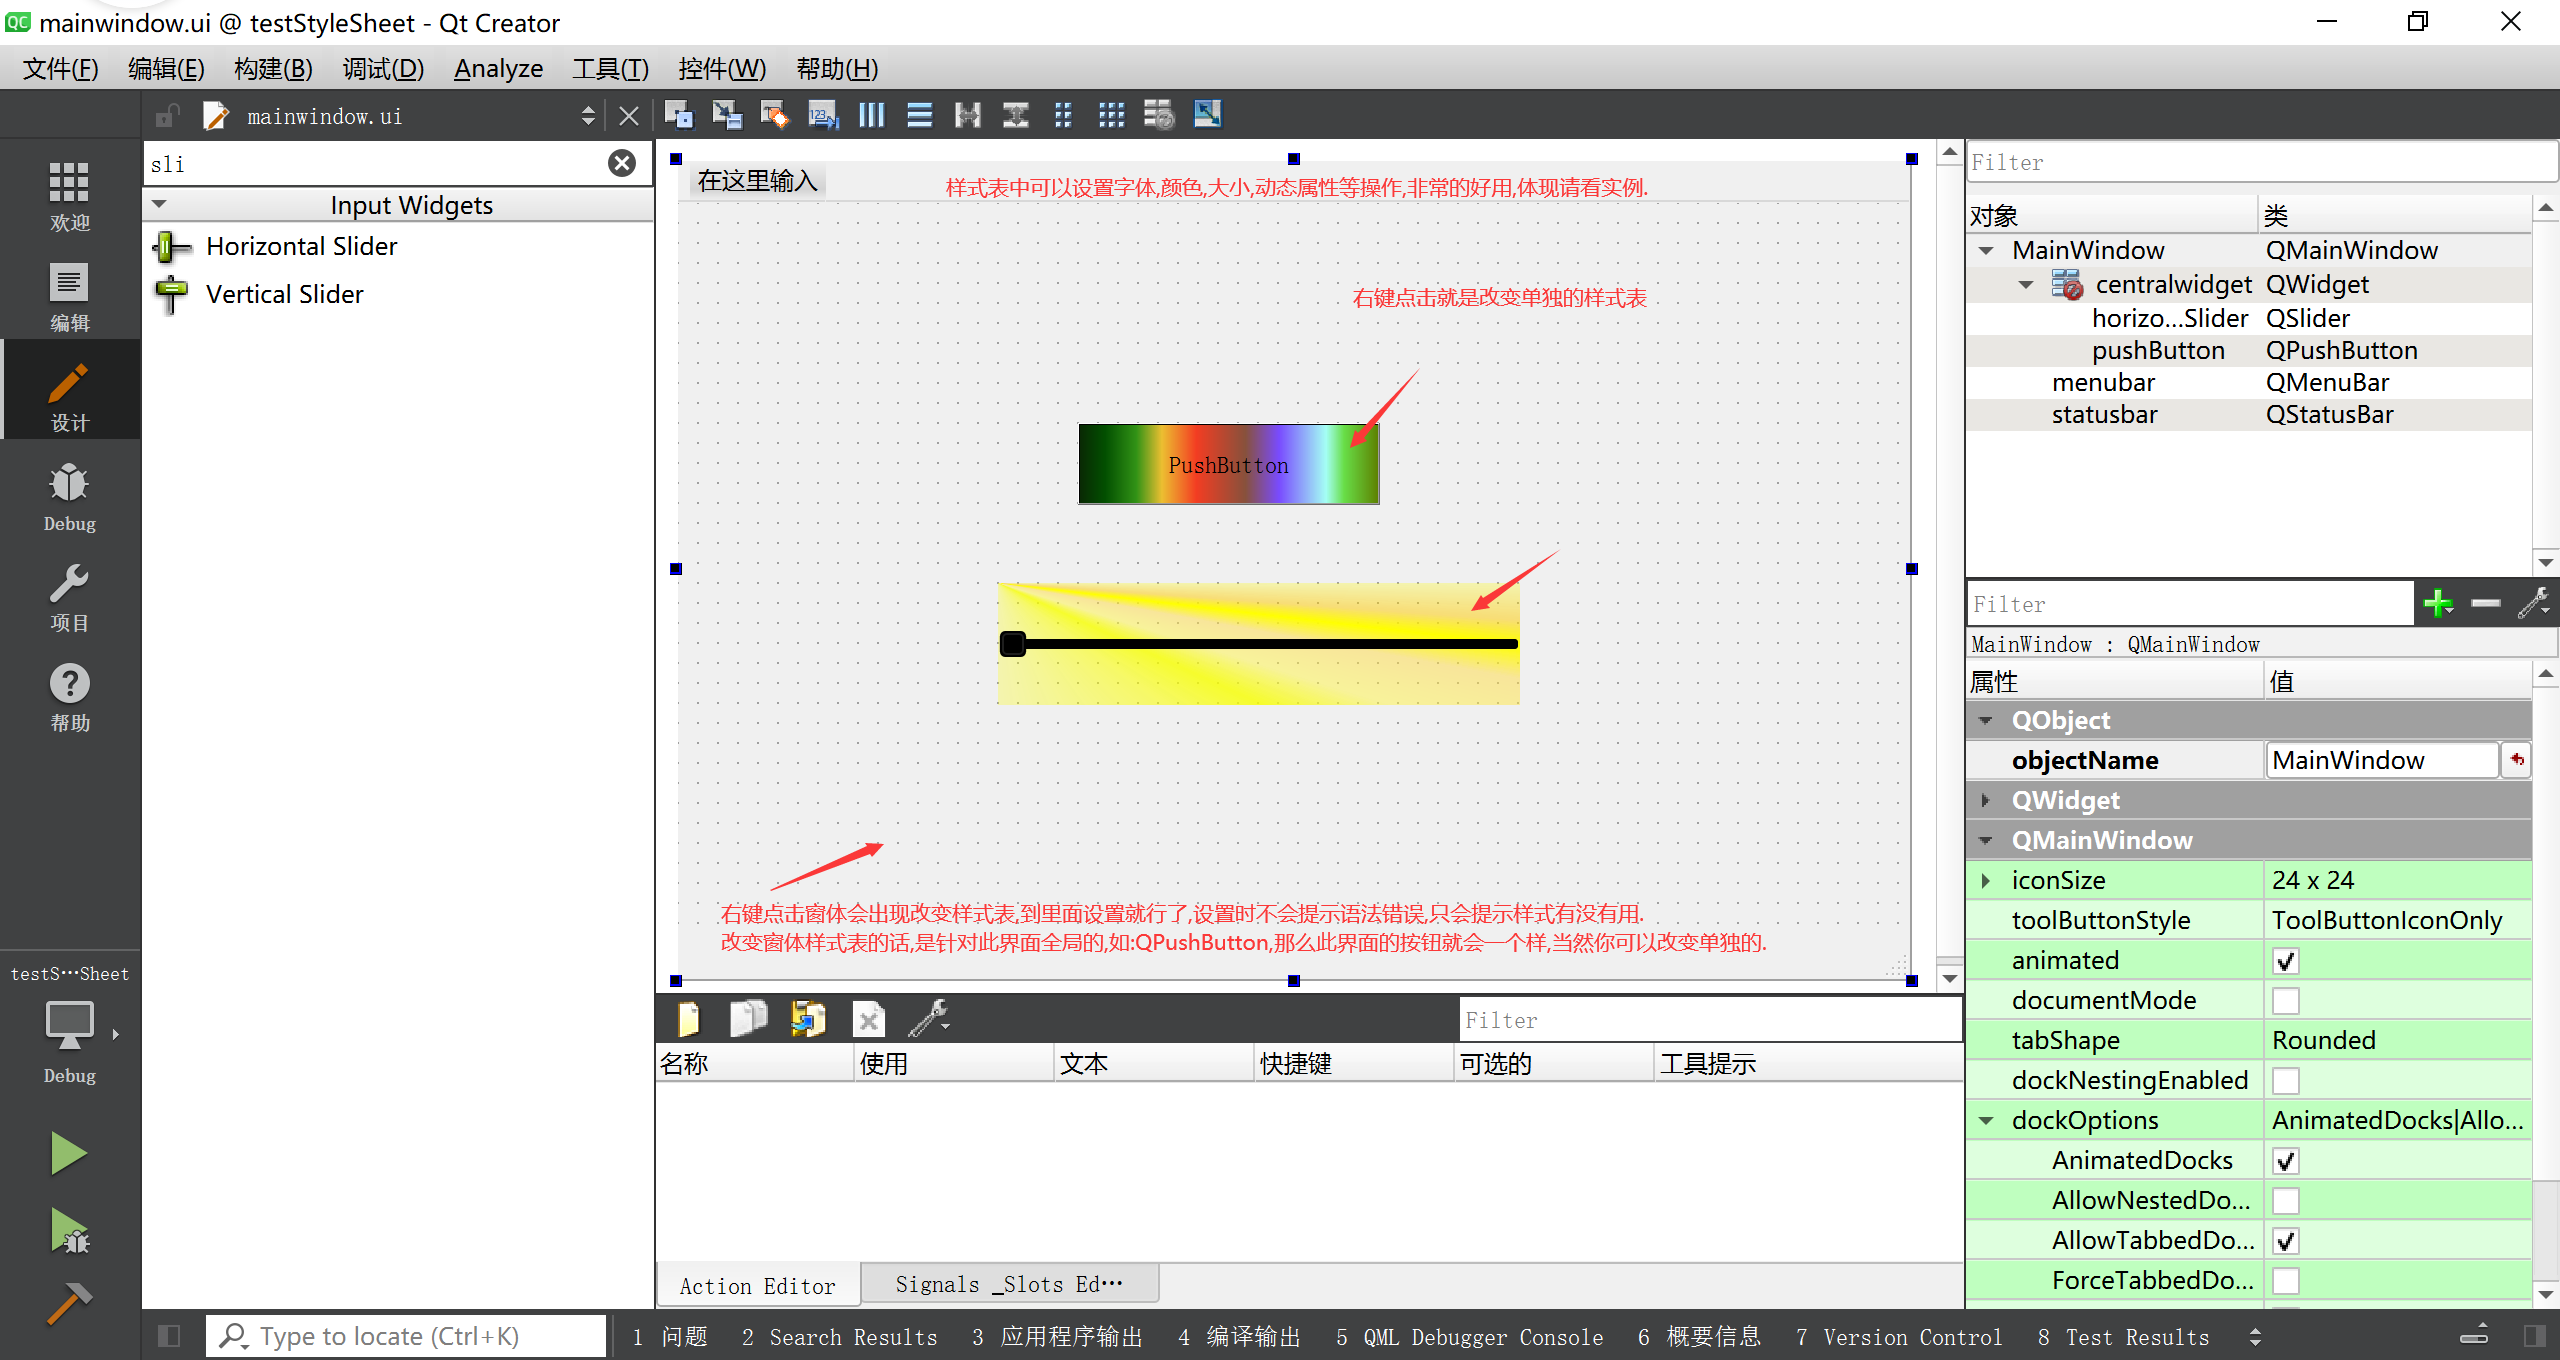 mainwindow.ui @ testStyleSheet - Qt Creator
文件(F) 编辑(E) 构建(B) 调试(D) Analyze 工具(T) 控件(W) 帮助(H)
mainwindow.ui
sli
Input Widgets
Horizontal Slider
Vertical Slider
欢迎
编辑
设计
Debug
项目
帮助
testS···Sheet
Debug
在这里输入
样式表中可以设置字体,颜色,大小,动态属性等操作,非常的好用,体现请看实例.
右键点击就是改变单独的样式表
PushButton
右键点击窗体会出现改变样式表,到里面设置就行了,设置时不会提示语法错误,只会提示样式有没有用.
改变窗体样式表的话,是针对此界面全局的,如:QPushButton,那么此界面的按钮就会一个样,当然你可以改变单独的.
Filter
名称 使用 文本 快捷键 可选的 工具提示
Action Editor Signals _Slots Ed···
Filter
对象 类
MainWindow QMainWindow
centralwidget QWidget
horizo...Slider QSlider
pushButton QPushButton
menubar QMenuBar
statusbar QStatusBar
Filter
MainWindow : QMainWindow
属性 值
QObject
objectName MainWindow
QWidget
QMainWindow
iconSize 24 x 24
toolButtonStyle ToolButtonIconOnly
animated
documentMode
tabShape Rounded
dockNestingEnabled
dockOptions AnimatedDocks|Allo...
AnimatedDocks
AllowNestedDo...
AllowTabbedDo...
ForceTabbedDo...
Type to locate (Ctrl+K) 1 问题 2 Search Results 3 应用程序输出 4 编译输出 5 QML Debugger Console 6 概要信息 7 Version Control 8 Test Results